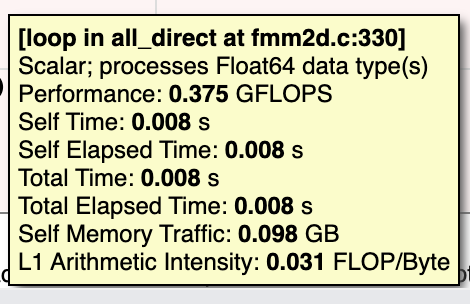 [loop in all_direct at fmm2d.c:330]
Scalar; processes Float64 data type(s)
Performance: 0.375 GFLOPS
Self Time: 0.008 s
Self Elapsed Time: 0.008 s
Total Time: 0.008 s
Total Elapsed Time: 0.008 s
Self Memory Traffic: 0.098 GB
L1 Arithmetic Intensity: 0.031 FLOP/Byte